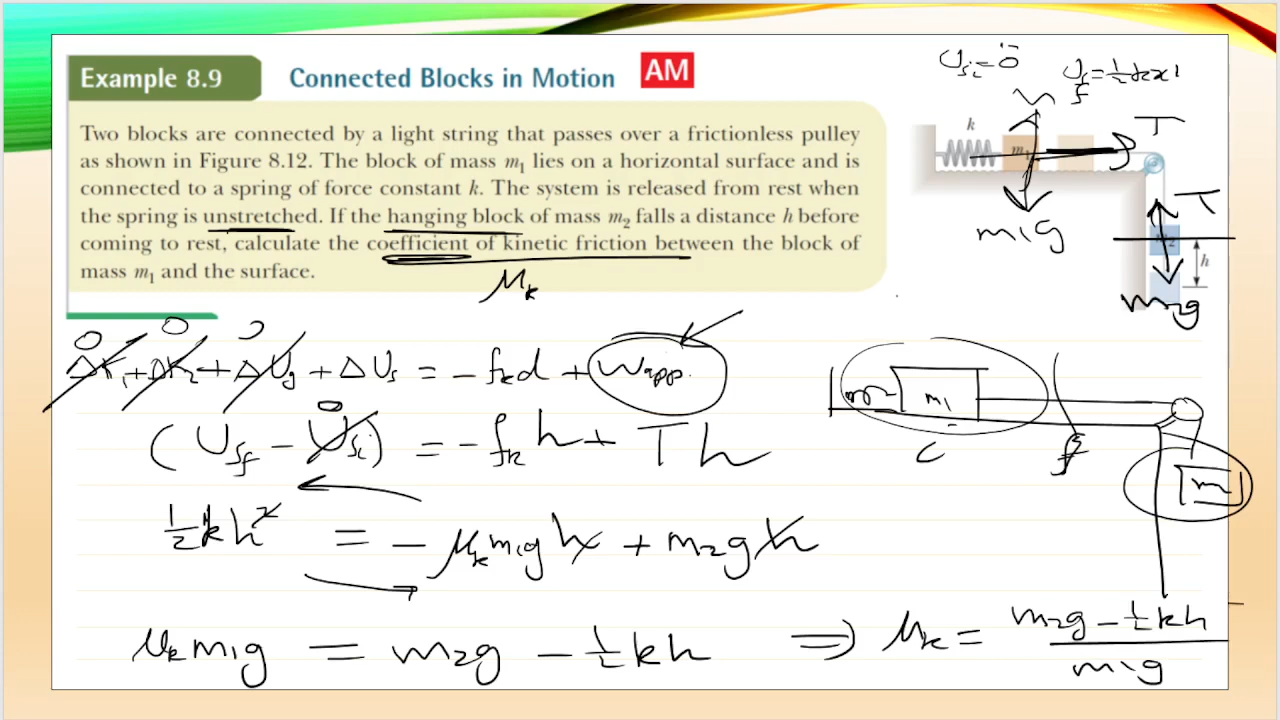 Example 8.9 Connected Blocks in Motion AM
Two blocks are connected by a light string that passes over a frictionless pulley
as shown in Figure 8.12. The block of mass m₁ lies on a horizontal surface and is
connected to a spring of force constant k. The system is released from rest when
the spring is unstretched. If the hanging block of mass m₂ falls a distance h before
coming to rest, calculate the coefficient of kinetic friction between the block of
mass m₁ and the surface.
μk
k
m₁
T
m1g
T
h
m2g
0 0
ΔK₁ + ΔK₂ + ΔUg + ΔUs = − fk d + Wapp.
0
(Usf − Usi) = − fk h + Th
½kh² = − μk m1g h + m2g h
μk m1g = m2g − ½kh ⇒ μk = (m2g − ½kh) / m1g
m₁